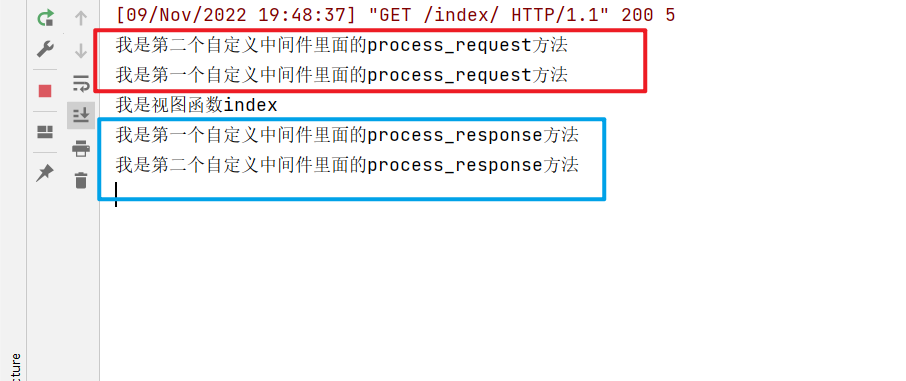 [09/Nov/2022 19:48:37] "GET /index/ HTTP/1.1" 200 5
我是第二个自定义中间件里面的process_request方法
我是第一个自定义中间件里面的process_request方法
我是视图函数index
我是第一个自定义中间件里面的process_response方法
我是第二个自定义中间件里面的process_response方法
cture